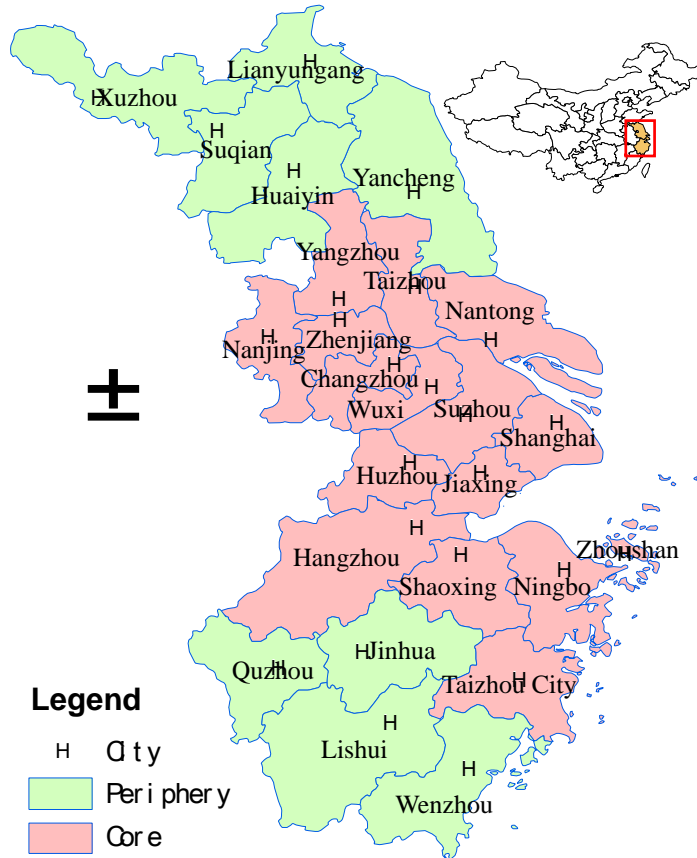 Lianyungang
H
H
Xuzhou
H
Suqian
H
Huaiyin
Yancheng
H
Yangzhou
Taizhou
H
H
Nantong
H
Nanjing
H
Zhenjiang
H
Changzhou
H
H
Wuxi
Suzhou
H
H
Shanghai
H
Huzhou
H
Jiaxing
H
Hangzhou
H
Shaoxing
H
Ningbo
Zhoushan
H
Quzhou
H
H
Jinhua
Taizhou City
H
H
Lishui
H
Wenzhou
±
Legend
H City
Periphery
Core